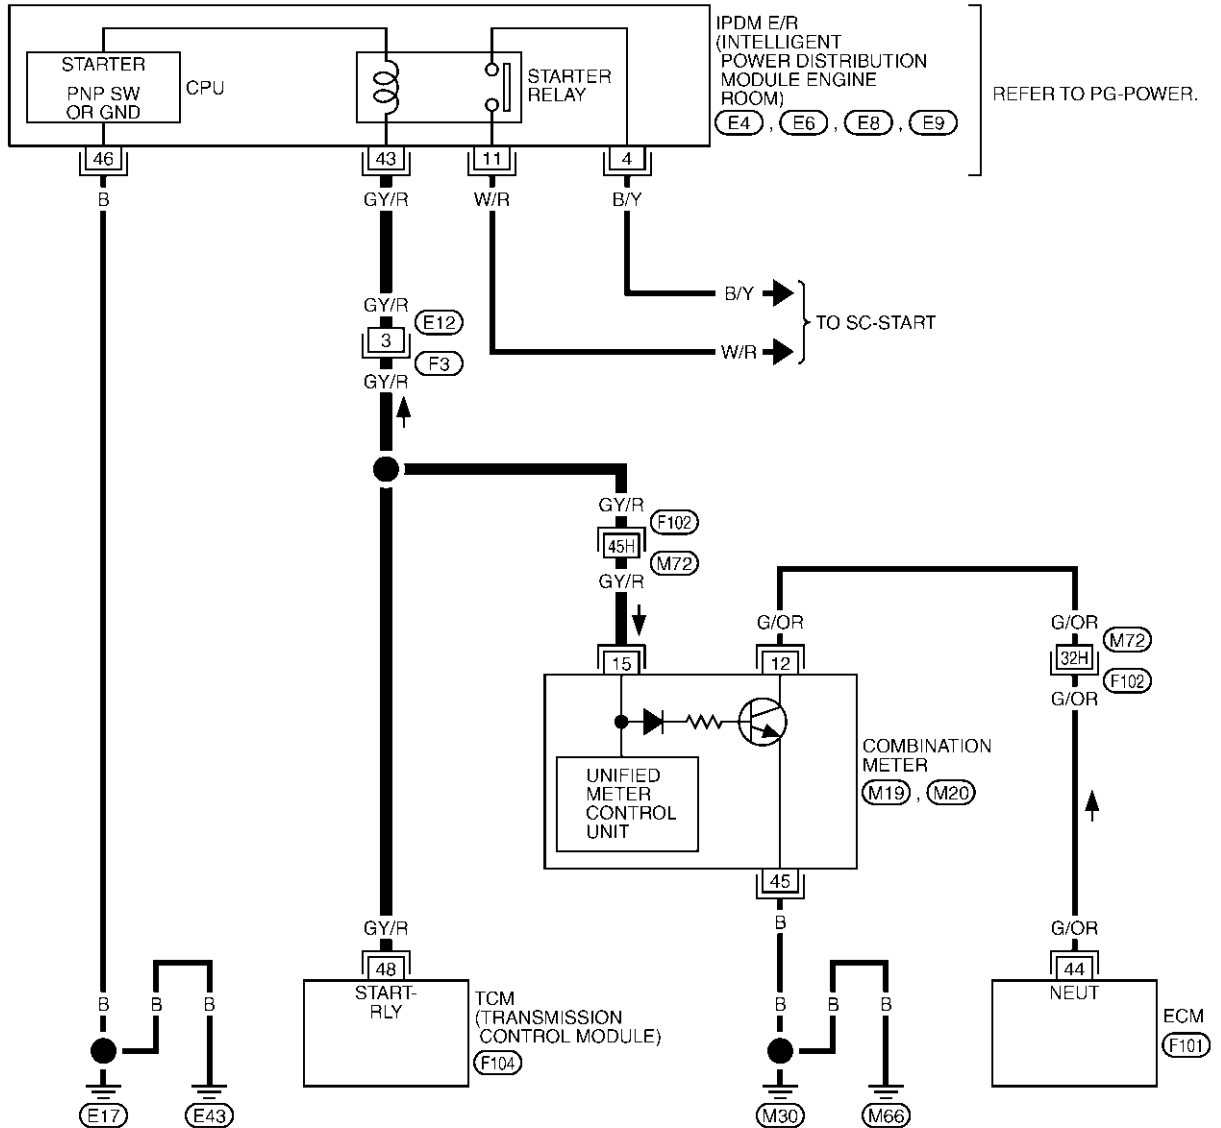 IPDM E/R
(INTELLIGENT
POWER DISTRIBUTION
MODULE ENGINE
ROOM)
E4 , E6 , E8 , E9
REFER TO PG-POWER.
STARTER
PNP SW
OR GND
CPU
STARTER
RELAY
46
43
11
4
B
GY/R
W/R
B/Y
B/Y
TO SC-START
W/R
GY/R
E12
3
F3
GY/R
GY/R
F102
45H
M72
GY/R
G/OR
G/OR
M72
32H
F102
G/OR
15
12
COMBINATION
METER
M19 , M20
UNIFIED
METER
CONTROL
UNIT
45
B
GY/R
G/OR
48
44
START-
RLY
TCM
(TRANSMISSION
CONTROL MODULE)
F104
NEUT
ECM
F101
B
B
B
B
B
B
E17
E43
M30
M66